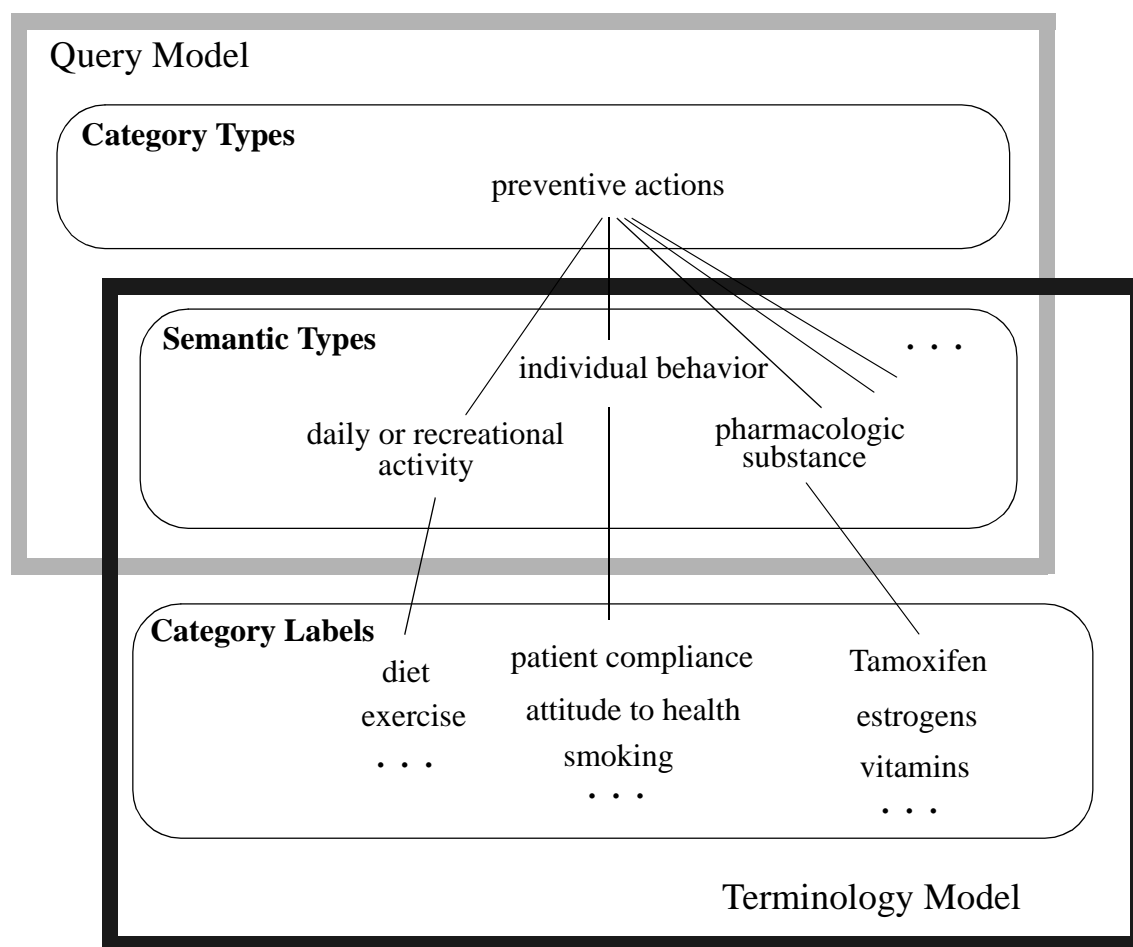 Query Model
Category Types
preventive actions
Semantic Types
. . .
individual behavior
daily or recreational
activity
pharmacologic
substance
Category Labels
diet
exercise
. . .
patient compliance
attitude to health
smoking
. . .
Tamoxifen
estrogens
vitamins
. . .
Terminology Model